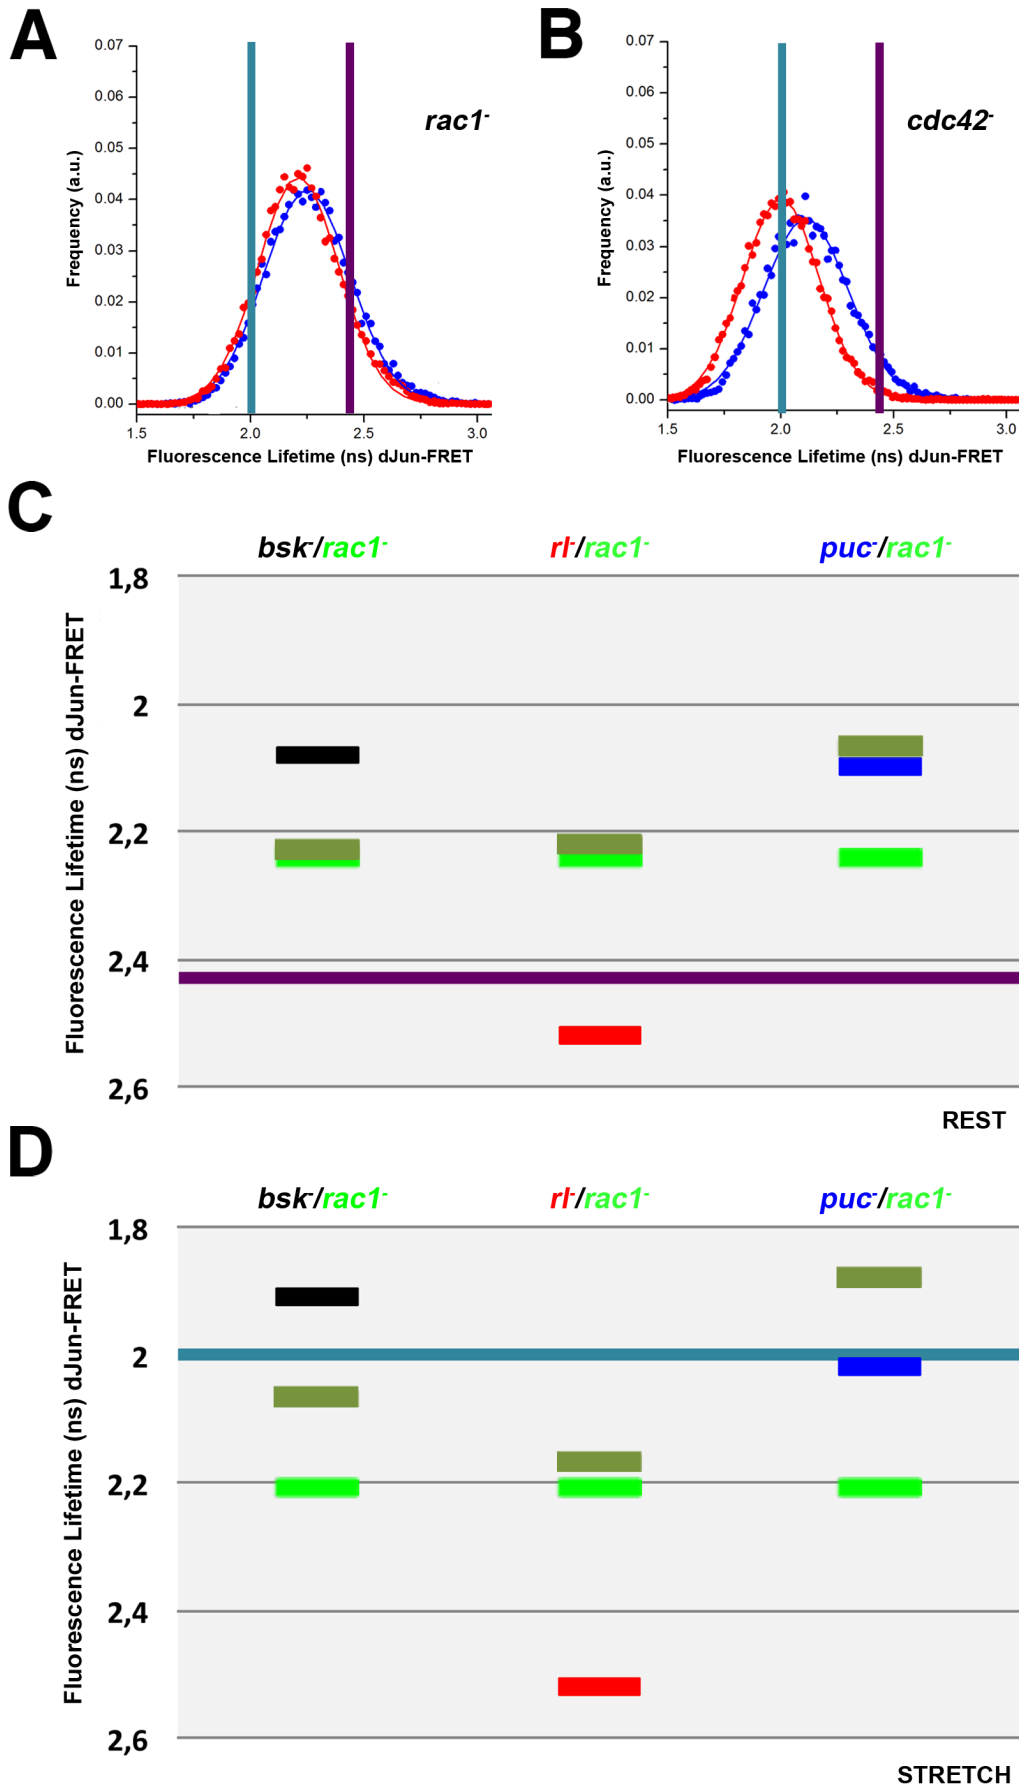 A
B
0.07
0.06
0.05
0.04
0.03
0.02
0.01
0.00
Frequency (a.u.)
rac1-
1.5 2.0 2.5 3.0
Fluorescence Lifetime (ns) dJun-FRET
0.07
0.06
0.05
0.04
0.03
0.02
0.01
0.00
Frequency (a.u.)
cdc42-
1.5 2.0 2.5 3.0
Fluorescence Lifetime (ns) dJun-FRET
C
bsk-/rac1- rl-/rac1- puc-/rac1-
1,8
2
2,2
2,4
2,6
Fluorescence Lifetime (ns) dJun-FRET
REST
D
bsk-/rac1- rl-/rac1- puc-/rac1-
1,8
2
2,2
2,4
2,6
Fluorescence Lifetime (ns) dJun-FRET
STRETCH